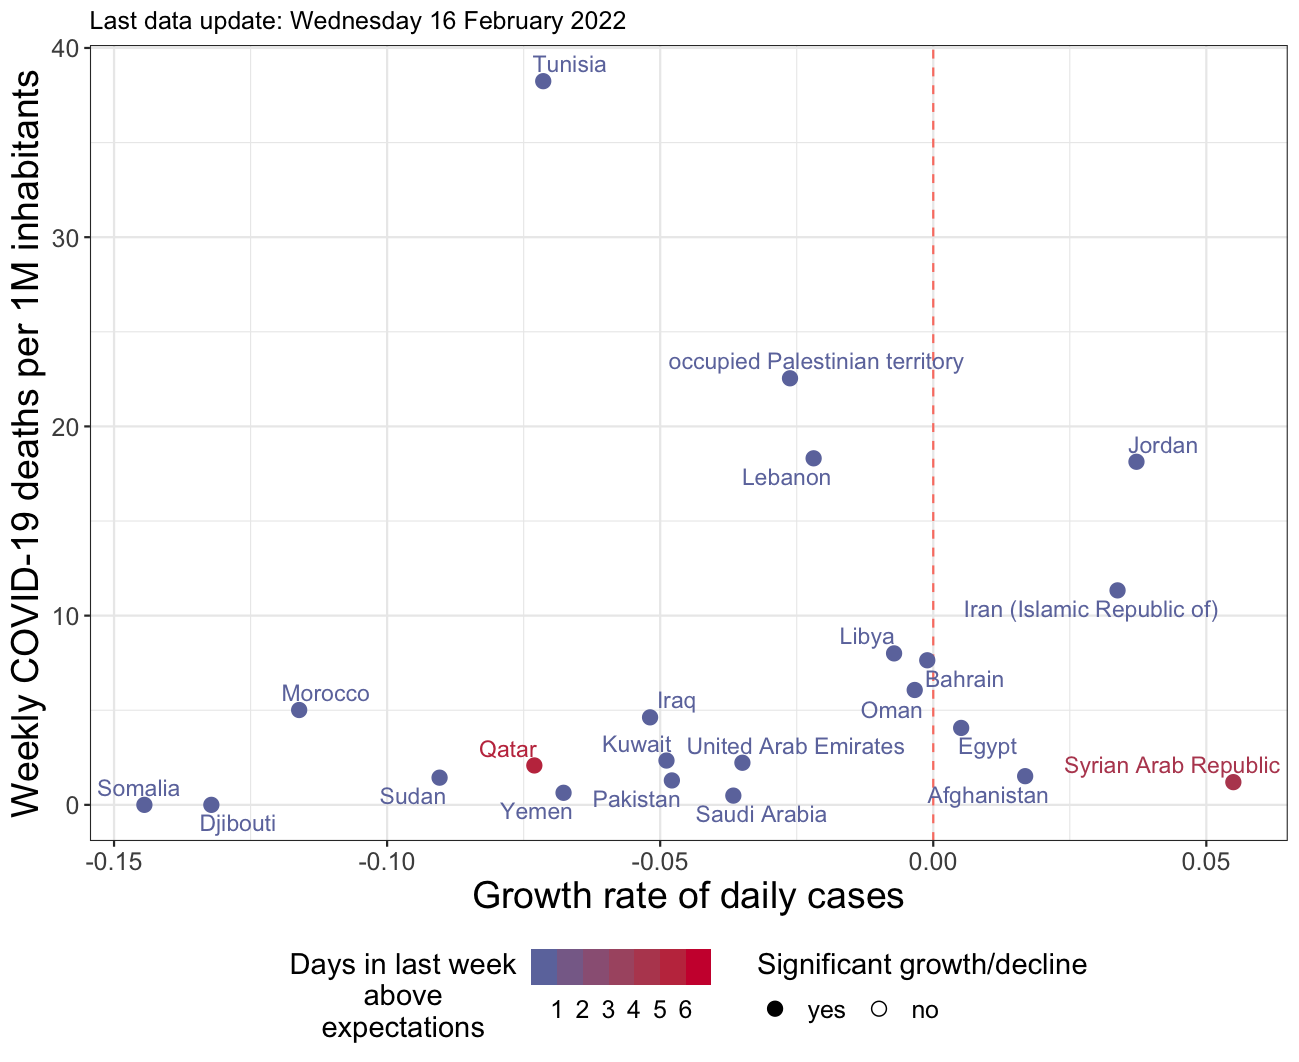 Last data update: Wednesday 16 February 2022
Weekly COVID-19 deaths per 1M inhabitants
40
30
20
10
0
Tunisia
occupied Palestinian territory
Jordan
Lebanon
Iran (Islamic Republic of)
Libya
Bahrain
Morocco
Iraq
Oman
Qatar
Kuwait
United Arab Emirates
Egypt
Syrian Arab Republic
Somalia
Sudan
Pakistan
Afghanistan
Yemen
Saudi Arabia
Djibouti
-0.15
-0.10
-0.05
0.00
0.05
Growth rate of daily cases
Days in last week
above
expectations
1 2 3 4 5 6
Significant growth/decline
yes no